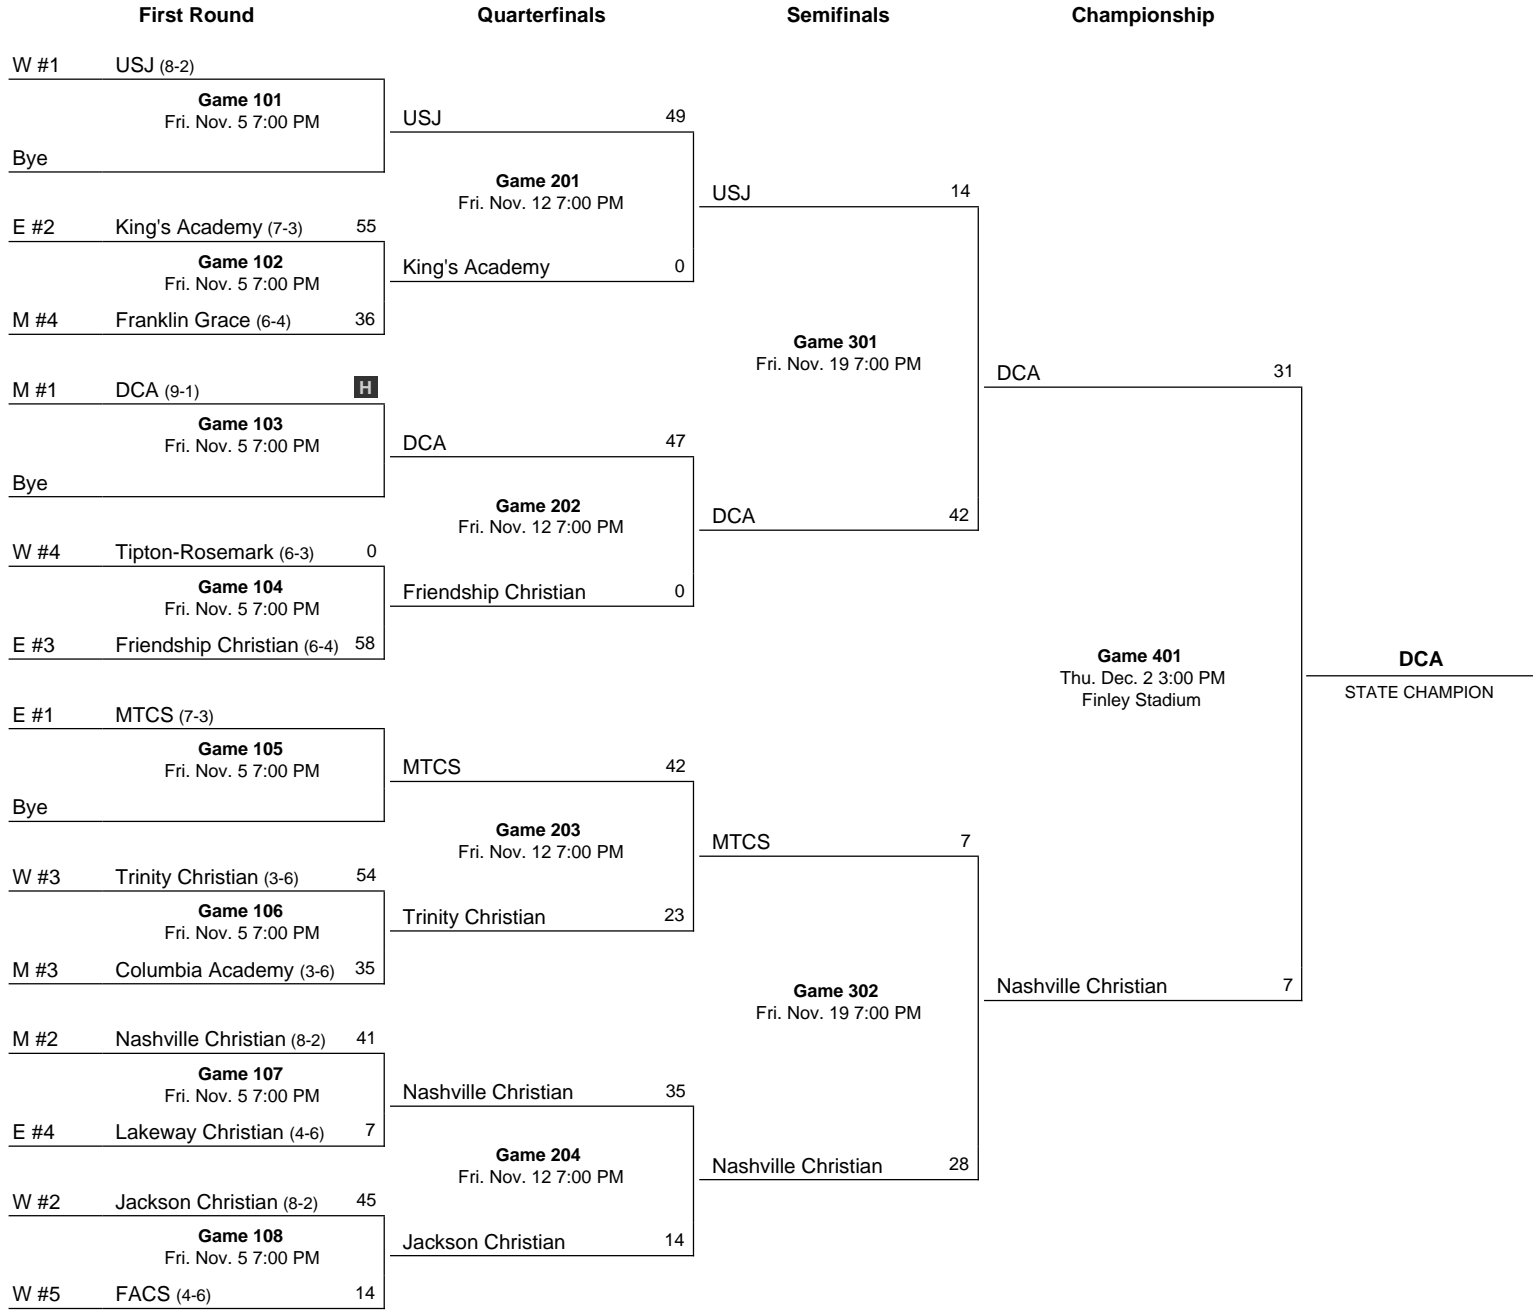 First Round Quarterfinals Semifinals Championship
W #1 USJ (8-2)
Game 101
Fri. Nov. 5 7:00 PM
Bye
E #2 King's Academy (7-3) 55
Game 102
Fri. Nov. 5 7:00 PM
M #4 Franklin Grace (6-4) 36
M #1 DCA (9-1) H
Game 103
Fri. Nov. 5 7:00 PM
Bye
W #4 Tipton-Rosemark (6-3) 0
Game 104
Fri. Nov. 5 7:00 PM
E #3 Friendship Christian (6-4) 58
E #1 MTCS (7-3)
Game 105
Fri. Nov. 5 7:00 PM
Bye
W #3 Trinity Christian (3-6) 54
Game 106
Fri. Nov. 5 7:00 PM
M #3 Columbia Academy (3-6) 35
M #2 Nashville Christian (8-2) 41
Game 107
Fri. Nov. 5 7:00 PM
E #4 Lakeway Christian (4-6) 7
W #2 Jackson Christian (8-2) 45
Game 108
Fri. Nov. 5 7:00 PM
W #5 FACS (4-6) 14
USJ 49
Game 201
Fri. Nov. 12 7:00 PM
King's Academy 0
DCA 47
Game 202
Fri. Nov. 12 7:00 PM
Friendship Christian 0
MTCS 42
Game 203
Fri. Nov. 12 7:00 PM
Trinity Christian 23
Nashville Christian 35
Game 204
Fri. Nov. 12 7:00 PM
Jackson Christian 14
USJ 14
Game 301
Fri. Nov. 19 7:00 PM
DCA 42
MTCS 7
Game 302
Fri. Nov. 19 7:00 PM
Nashville Christian 28
DCA 31
Game 401
Thu. Dec. 2 3:00 PM
Finley Stadium
Nashville Christian 7
DCA
STATE CHAMPION